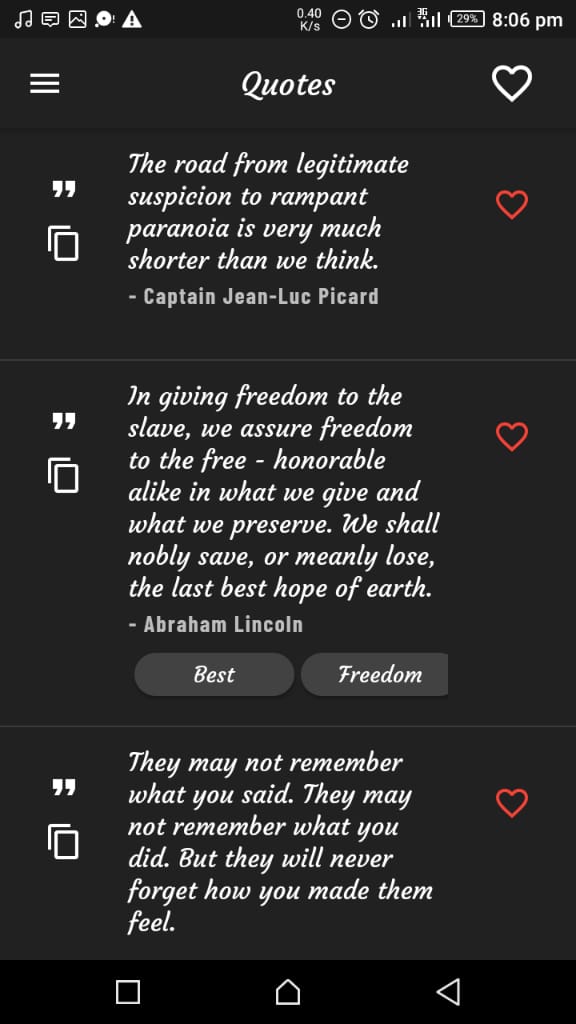 0.40
K/s
3G
29%
8:06 pm
Quotes
The road from legitimate
suspicion to rampant
paranoia is very much
shorter than we think.
- Captain Jean-Luc Picard
In giving freedom to the
slave, we assure freedom
to the free - honorable
alike in what we give and
what we preserve. We shall
nobly save, or meanly lose,
the last best hope of earth.
- Abraham Lincoln
Best
Freedom
They may not remember
what you said. They may
not remember what you
did. But they will never
forget how you made them
feel.